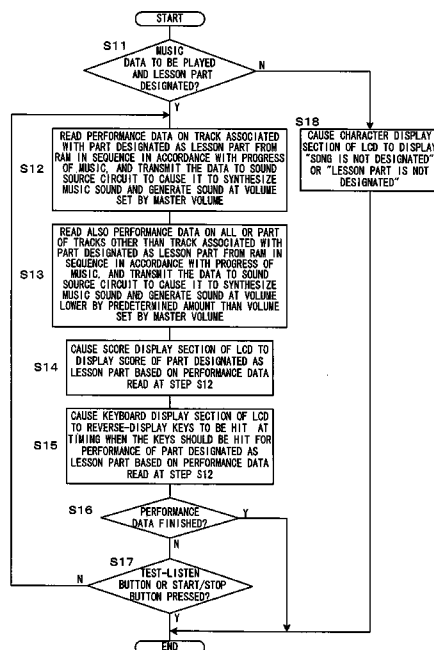 START
S11
MUSIC
DATA TO BE PLAYED
AND LESSON PART
DESIGNATED?
N
Y
S18
CAUSE CHARACTER DISPLAY
SECTION OF LCD TO DISPLAY
"SONG IS NOT DESIGNATED"
OR "LESSON PART IS NOT
DESIGNATED"
S12
READ PERFORMANCE DATA ON TRACK ASSOCIATED
WITH PART DESIGNATED AS LESSON PART FROM
RAM IN SEQUENCE IN ACCORDANCE WITH PROGRESS
OF MUSIC, AND TRANSMIT THE DATA TO SOUND
SOURCE CIRCUIT TO CAUSE IT TO SYNTHESIZE
MUSIC SOUND AND GENERATE SOUND AT VOLUME
SET BY MASTER VOLUME
S13
READ ALSO PERFORMANCE DATA ON ALL OR PART
OF TRACKS OTHER THAN TRACK ASSOCIATED WITH
PART DESIGNATED AS LESSON PART FROM RAM
IN SEQUENCE IN ACCORDANCE WITH PROGRESS OF
MUSIC, AND TRANSMIT THE DATA TO SOUND
SOURCE CIRCUIT TO CAUSE IT TO SYNTHESIZE
MUSIC SOUND AND GENERATE SOUND AT VOLUME
LOWER BY PREDETERMINED AMOUNT THAN VOLUME
SET BY MASTER VOLUME
S14
CAUSE SCORE DISPLAY SECTION OF LCD TO
DISPLAY SCORE OF PART DESIGNATED AS
LESSON PART BASED ON PERFORMANCE DATA
READ AT STEP S12
S15
CAUSE KEYBOARD DISPLAY SECTION OF LCD
TO REVERSE-DISPLAY KEYS TO BE HIT AT
TIMING WHEN THE KEYS SHOULD BE HIT FOR
PERFORMANCE OF PART DESIGNATED AS
LESSON PART BASED ON PERFORMANCE DATA
READ AT STEP S12
S16
PERFORMANCE
DATA FINISHED?
Y
N
S17
TEST-LISTEN
BUTTON OR START/STOP
BUTTON PRESSED?
N
Y
END